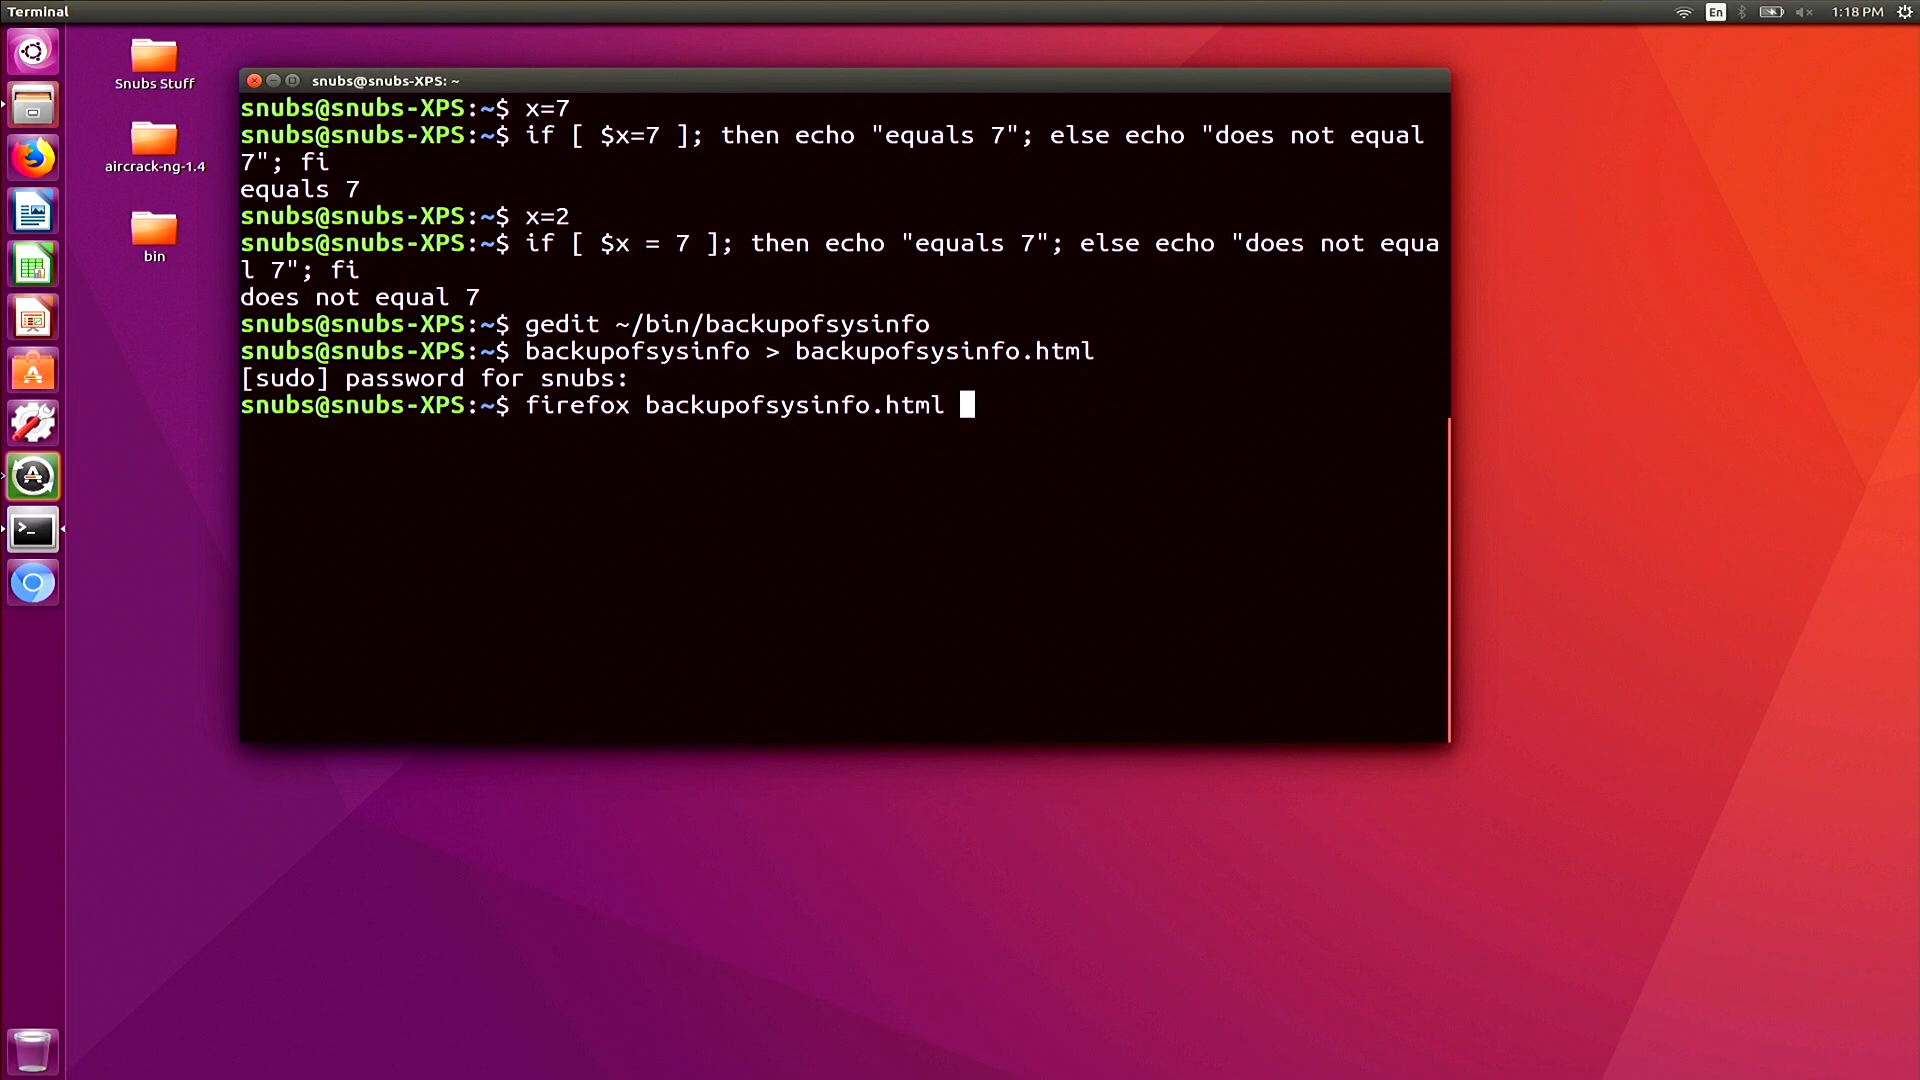 Terminal
En
1:18 PM
Snubs Stuff
aircrack-ng-1.4
bin
snubs@snubs-XPS: ~
snubs@snubs-XPS:~$ x=7
snubs@snubs-XPS:~$ if [ $x=7 ]; then echo "equals 7"; else echo "does not equal
7"; fi
equals 7
snubs@snubs-XPS:~$ x=2
snubs@snubs-XPS:~$ if [ $x = 7 ]; then echo "equals 7"; else echo "does not equa
l 7"; fi
does not equal 7
snubs@snubs-XPS:~$ gedit ~/bin/backupofsysinfo
snubs@snubs-XPS:~$ backupofsysinfo > backupofsysinfo.html
[sudo] password for snubs:
snubs@snubs-XPS:~$ firefox backupofsysinfo.html